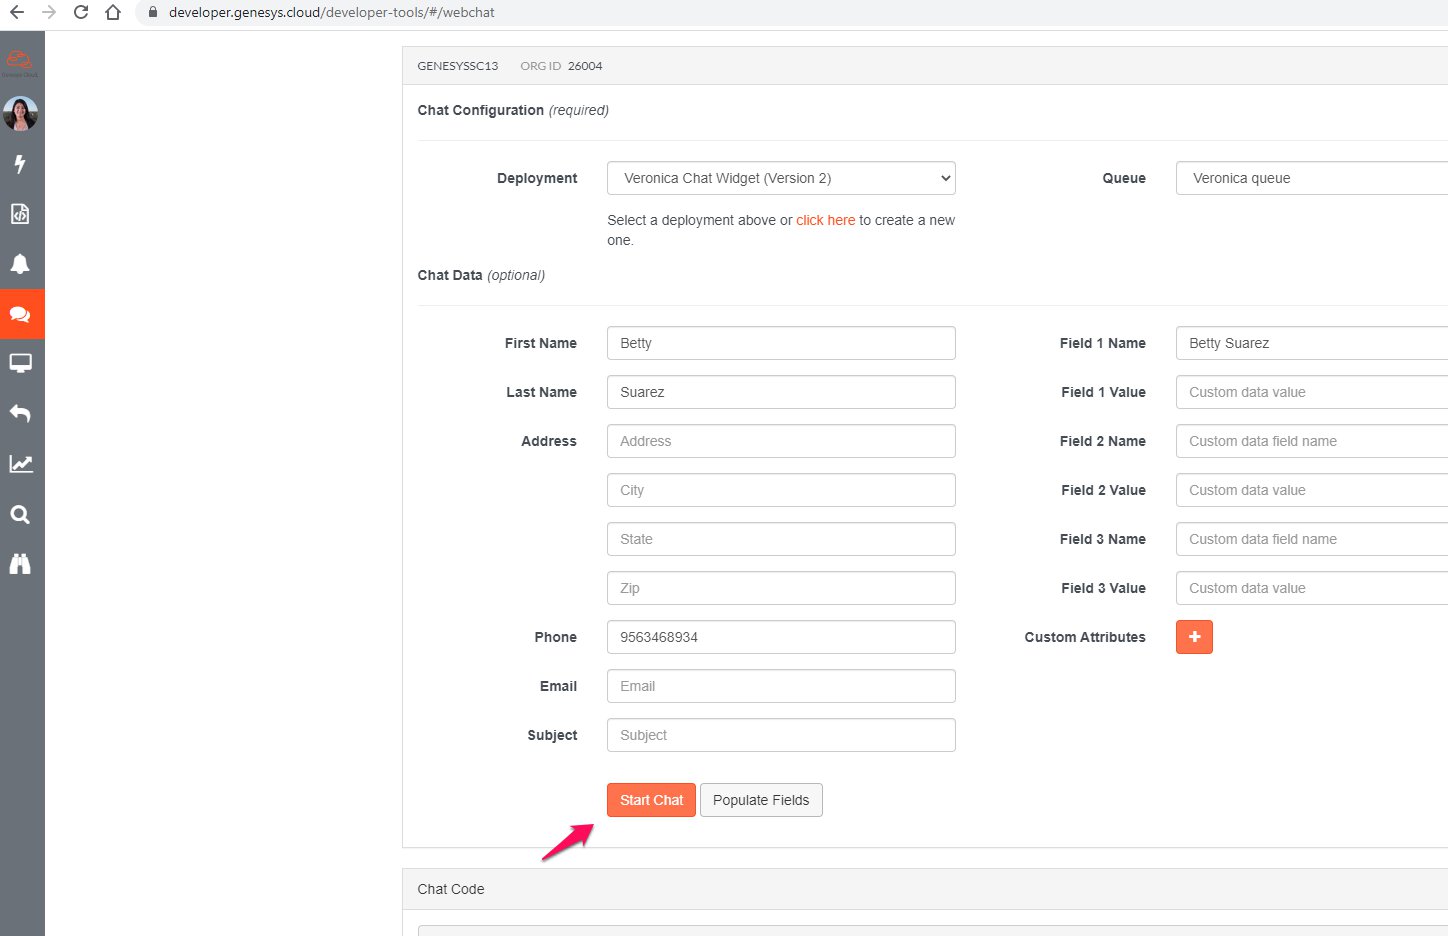 developer.genesys.cloud/developer-tools/#/webchat
Genesys Cloud
GENESYSSC13 ORG ID 26004
Chat Configuration (required)
Deployment Veronica Chat Widget (Version 2) Queue Veronica queue
Select a deployment above or click here to create a new
one.
Chat Data (optional)
First Name Betty Field 1 Name Betty Suarez
Last Name Suarez Field 1 Value Custom data value
Address Address Field 2 Name Custom data field name
City Field 2 Value Custom data value
State Field 3 Name Custom data field name
Zip Field 3 Value Custom data value
Phone 9563468934 Custom Attributes +
Email Email
Subject Subject
Start Chat Populate Fields
Chat Code